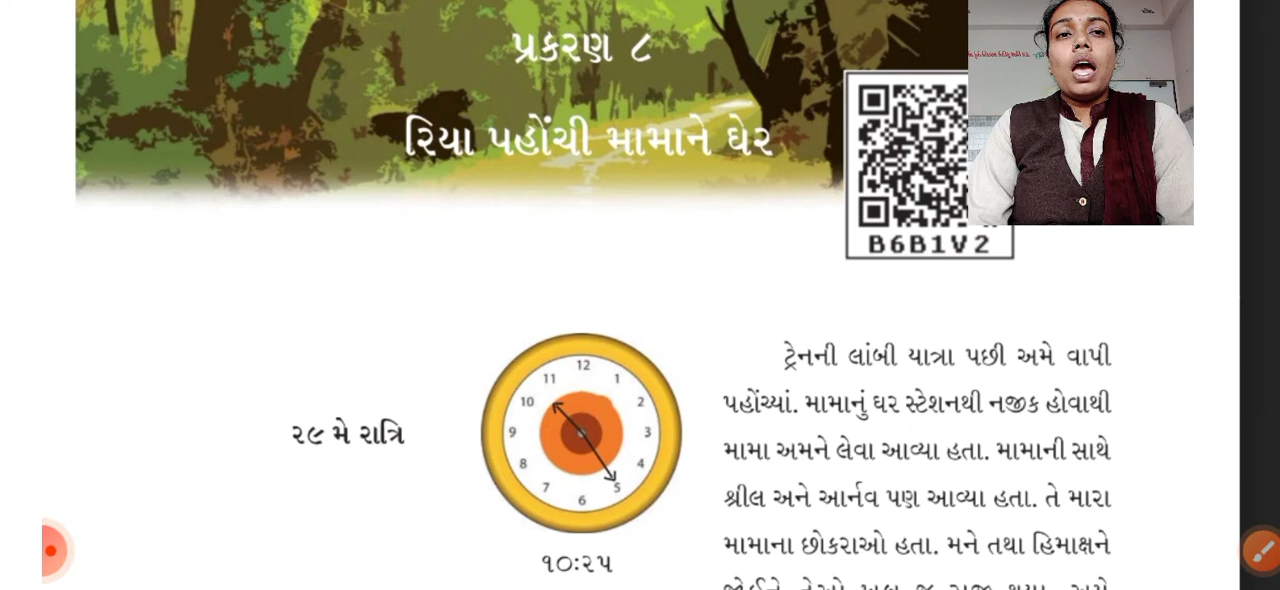 પ્રકરણ ૮
રિયા પહોંચી મામાને ઘેર
B6B1V2
૨૯ મે રાત્રિ
12
11 1
10 2
9 3
8 4
7 5
6
૧૦:૨૫
ટ્રેનની લાંબી યાત્રા પછી અમે વાપી
પહોંચ્યાં. મામાનું ઘર સ્ટેશનથી નજીક હોવાથી
મામા અમને લેવા આવ્યા હતા. મામાની સાથે
શ્રીલ અને આર્નવ પણ આવ્યા હતા. તે મારા
મામાના છોકરાઓ હતા. મને તથા હિમાક્ષને